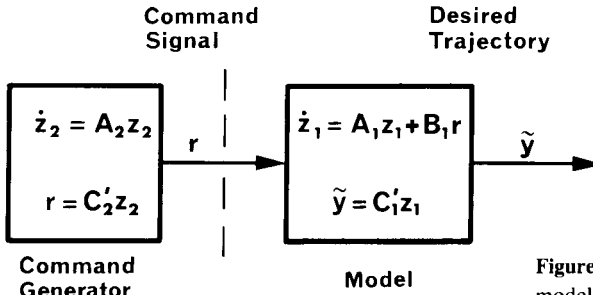 Command
Signal
Desired
Trajectory
ż₂ = A₂z₂
r = C₂′z₂
r
ż₁ = A₁z₁+B₁r
ỹ = C₁′z₁
ỹ
Command
Generator
Model
Figure
model